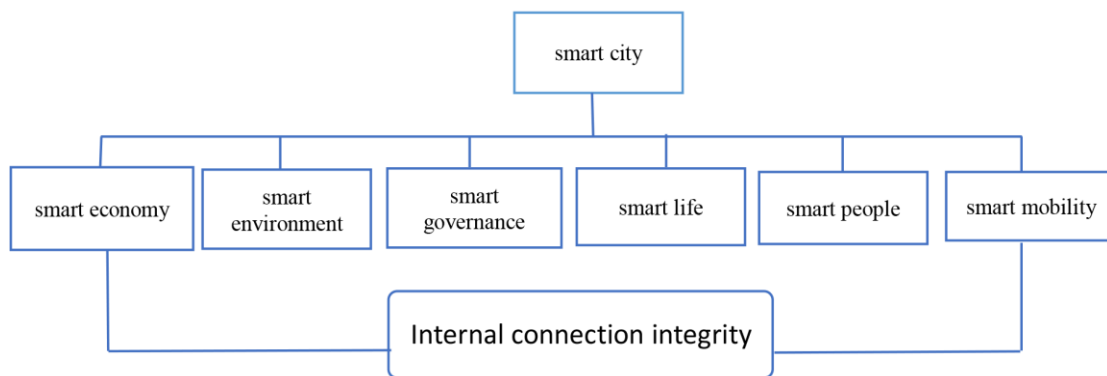 smart city
smart economy
smart
environment
smart
governance
smart life
smart people
smart mobility
Internal connection integrity